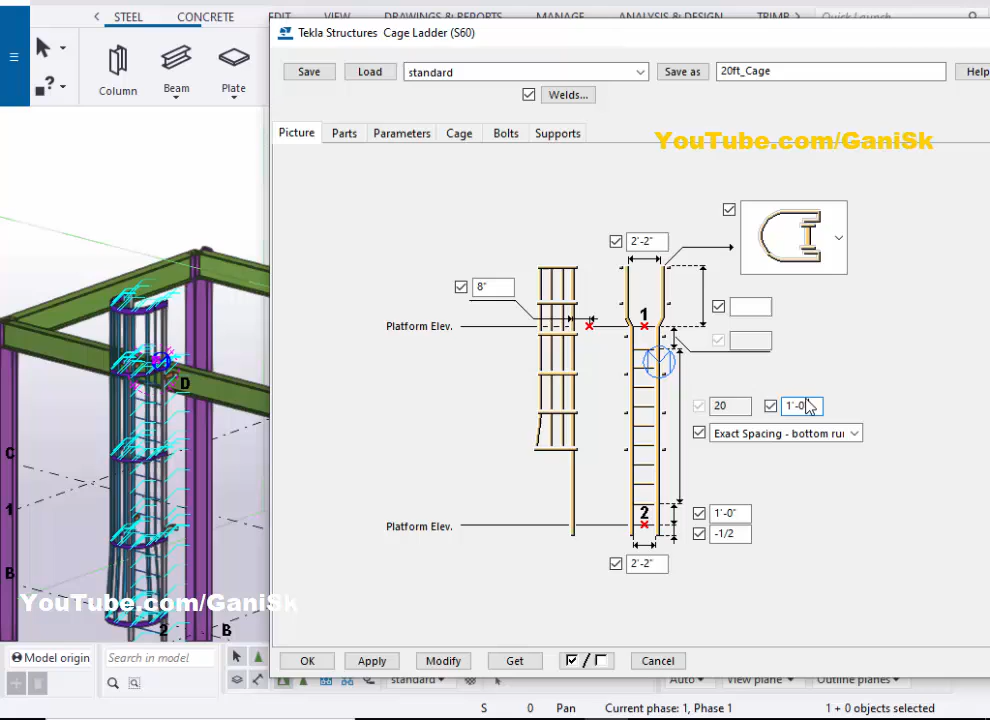 STEEL CONCRETE EDIT VIEW DRAWINGS & REPORTS MANAGE ANALYSIS & DESIGN TRIMB Quick Launch
Tekla Structures Cage Ladder (S60)
Save Load standard Save as 20ft_Cage Help
Welds...
Column Beam Plate
Picture Parts Parameters Cage Bolts Supports
YouTube.com/GaniSk
2'-2"
8"
1
Platform Elev.
D
20 1'-0
Exact Spacing - bottom run
C
1
2
1'-0"
Platform Elev.
-1/2
2'-2"
B
YouTube.com/GaniSk
2 B
Model origin Search in model
OK Apply Modify Get / Cancel
standard Auto View plane Outline planes
S 0 Pan Current phase: 1, Phase 1 1 + 0 objects selected